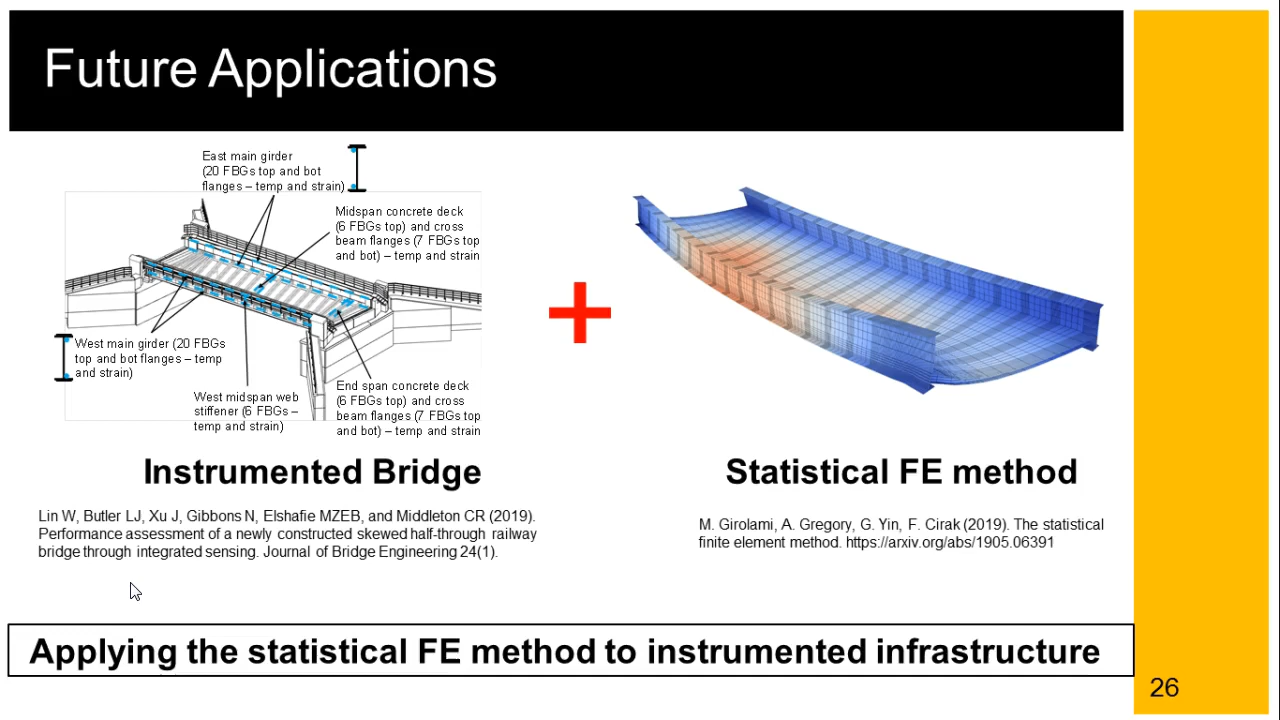 Future Applications
East main girder
(20 FBGs top and bot
flanges – temp and strain)
Midspan concrete deck
(6 FBGs top) and cross
beam flanges (7 FBGs top
and bot) – temp and strain
West main girder (20 FBGs
top and bot flanges – temp
and strain)
West midspan web
stiffener (6 FBGs –
temp and strain)
End span concrete deck
(6 FBGs top) and cross
beam flanges (7 FBGs top
and bot) – temp and strain
+
Instrumented Bridge
Lin W, Butler LJ, Xu J, Gibbons N, Elshafie MZEB, and Middleton CR (2019).
Performance assessment of a newly constructed skewed half-through railway
bridge through integrated sensing. Journal of Bridge Engineering 24(1).
Statistical FE method
M. Girolami, A. Gregory, G. Yin, F. Cirak (2019). The statistical
finite element method. https://arxiv.org/abs/1905.06391
Applying the statistical FE method to instrumented infrastructure
26